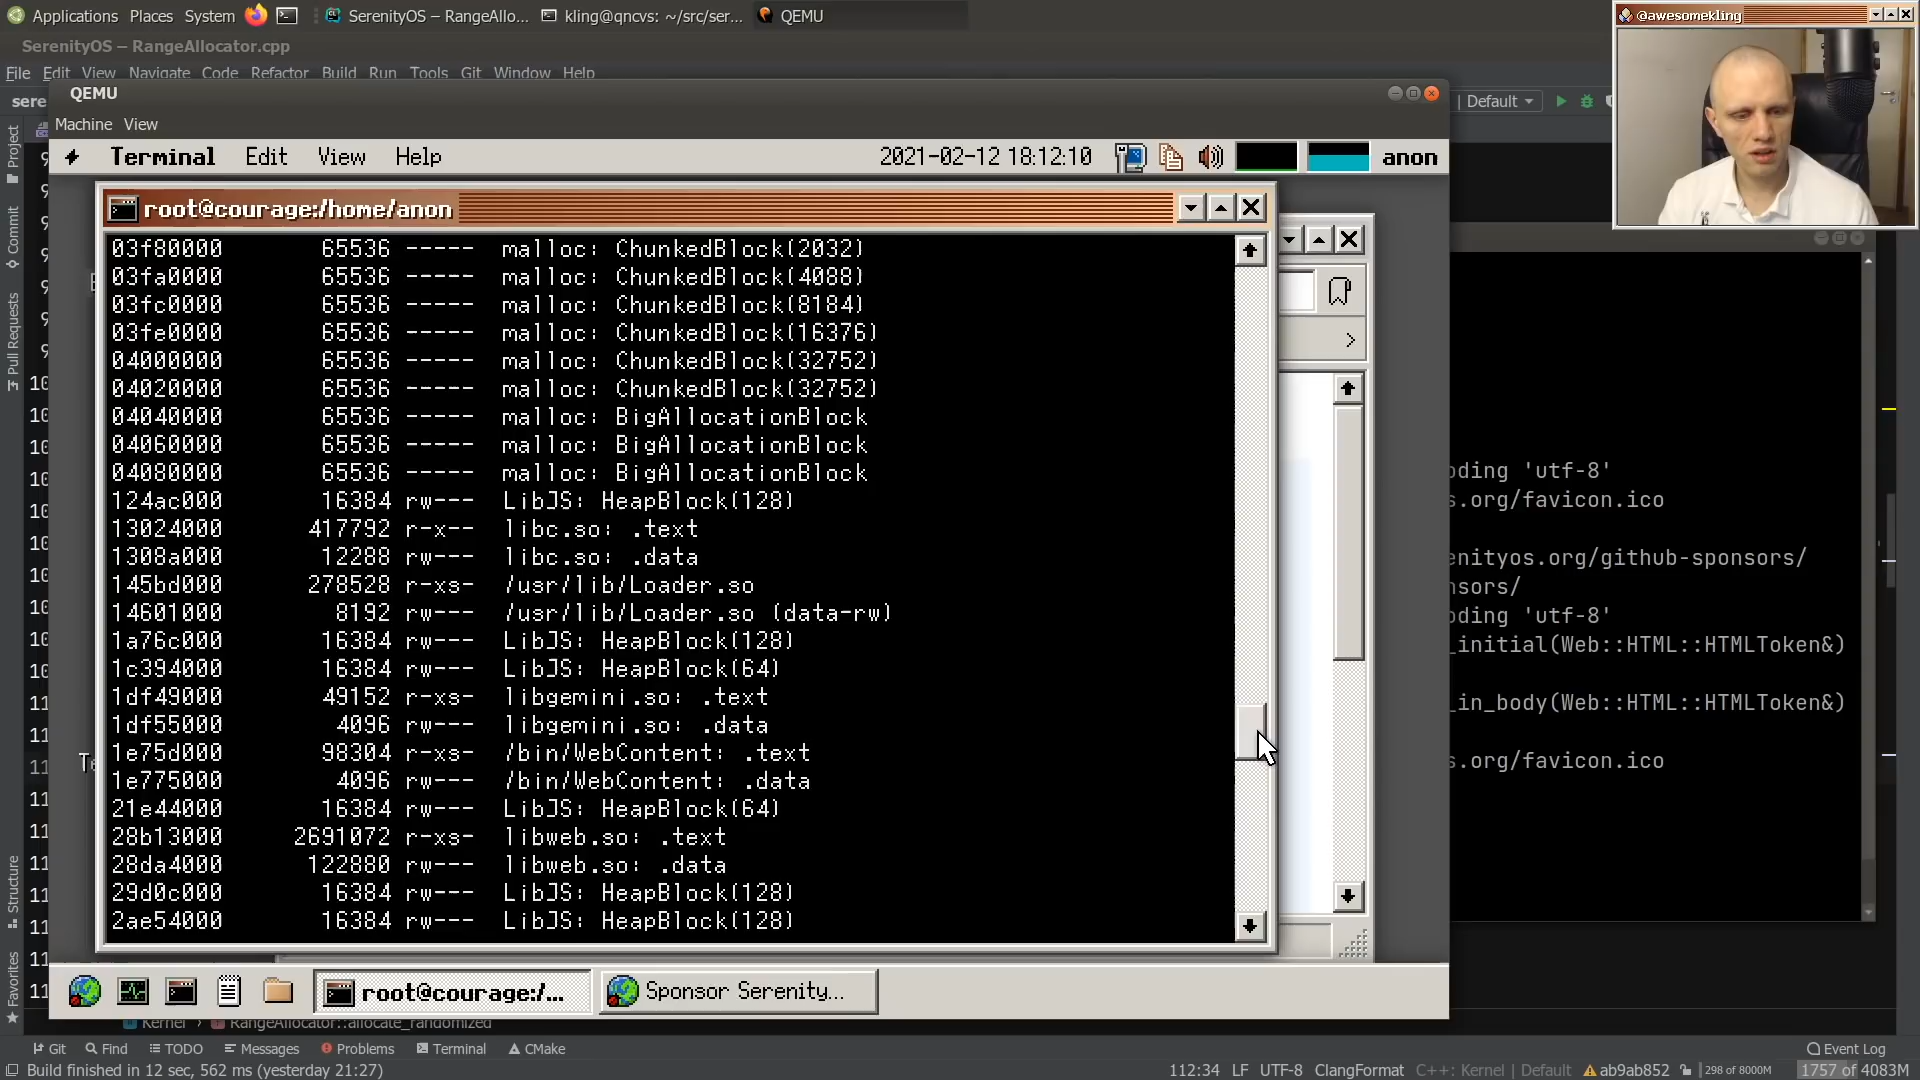 Applications Places System SerenityOS – RangeAllo... kling@qncvs: ~/src/ser... QEMU
@awesomekling
SerenityOS – RangeAllocator.cpp
File Edit View Navigate Code Refactor Build Run Tools Git Window Help
QEMU
Default
Machine View
Terminal Edit View Help 2021-02-12 18:12:10 anon
root@courage:/home/anon
03f80000 65536 ----- malloc: ChunkedBlock(2032)
03fa0000 65536 ----- malloc: ChunkedBlock(4088)
03fc0000 65536 ----- malloc: ChunkedBlock(8184)
03fe0000 65536 ----- malloc: ChunkedBlock(16376)
04000000 65536 ----- malloc: ChunkedBlock(32752)
04020000 65536 ----- malloc: ChunkedBlock(32752)
04040000 65536 ----- malloc: BigAllocationBlock
04060000 65536 ----- malloc: BigAllocationBlock
04080000 65536 ----- malloc: BigAllocationBlock
124ac000 16384 rw--- LibJS: HeapBlock(128)
13024000 417792 r-x-- libc.so: .text
1308a000 12288 rw--- libc.so: .data
145bd000 278528 r-xs- /usr/lib/Loader.so
14601000 8192 rw--- /usr/lib/Loader.so (data-rw)
1a76c000 16384 rw--- LibJS: HeapBlock(128)
1c394000 16384 rw--- LibJS: HeapBlock(64)
1df49000 49152 r-xs- libgemini.so: .text
1df55000 4096 rw--- libgemini.so: .data
1e75d000 98304 r-xs- /bin/WebContent: .text
1e775000 4096 rw--- /bin/WebContent: .data
21e44000 16384 rw--- LibJS: HeapBlock(64)
28b13000 2691072 r-xs- libweb.so: .text
28da4000 122880 rw--- libweb.so: .data
29d0c000 16384 rw--- LibJS: HeapBlock(128)
2ae54000 16384 rw--- LibJS: HeapBlock(128)
oding 'utf-8'
s.org/favicon.ico
enityos.org/github-sponsors/
nsors/
oding 'utf-8'
_initial(Web::HTML::HTMLToken&)
_in_body(Web::HTML::HTMLToken&)
s.org/favicon.ico
Project
Commit
Pull Requests
Structure
Favorites
root@courage:/... Sponsor Serenity...
Kernel RangeAllocator::allocate_randomized
Git Find TODO Messages Problems Terminal CMake Event Log
Build finished in 12 sec, 562 ms (yesterday 21:27) 112:34 LF UTF-8 ClangFormat C++: Kernel | Default ab9ab852 298 of 8000M 1757 of 4083M